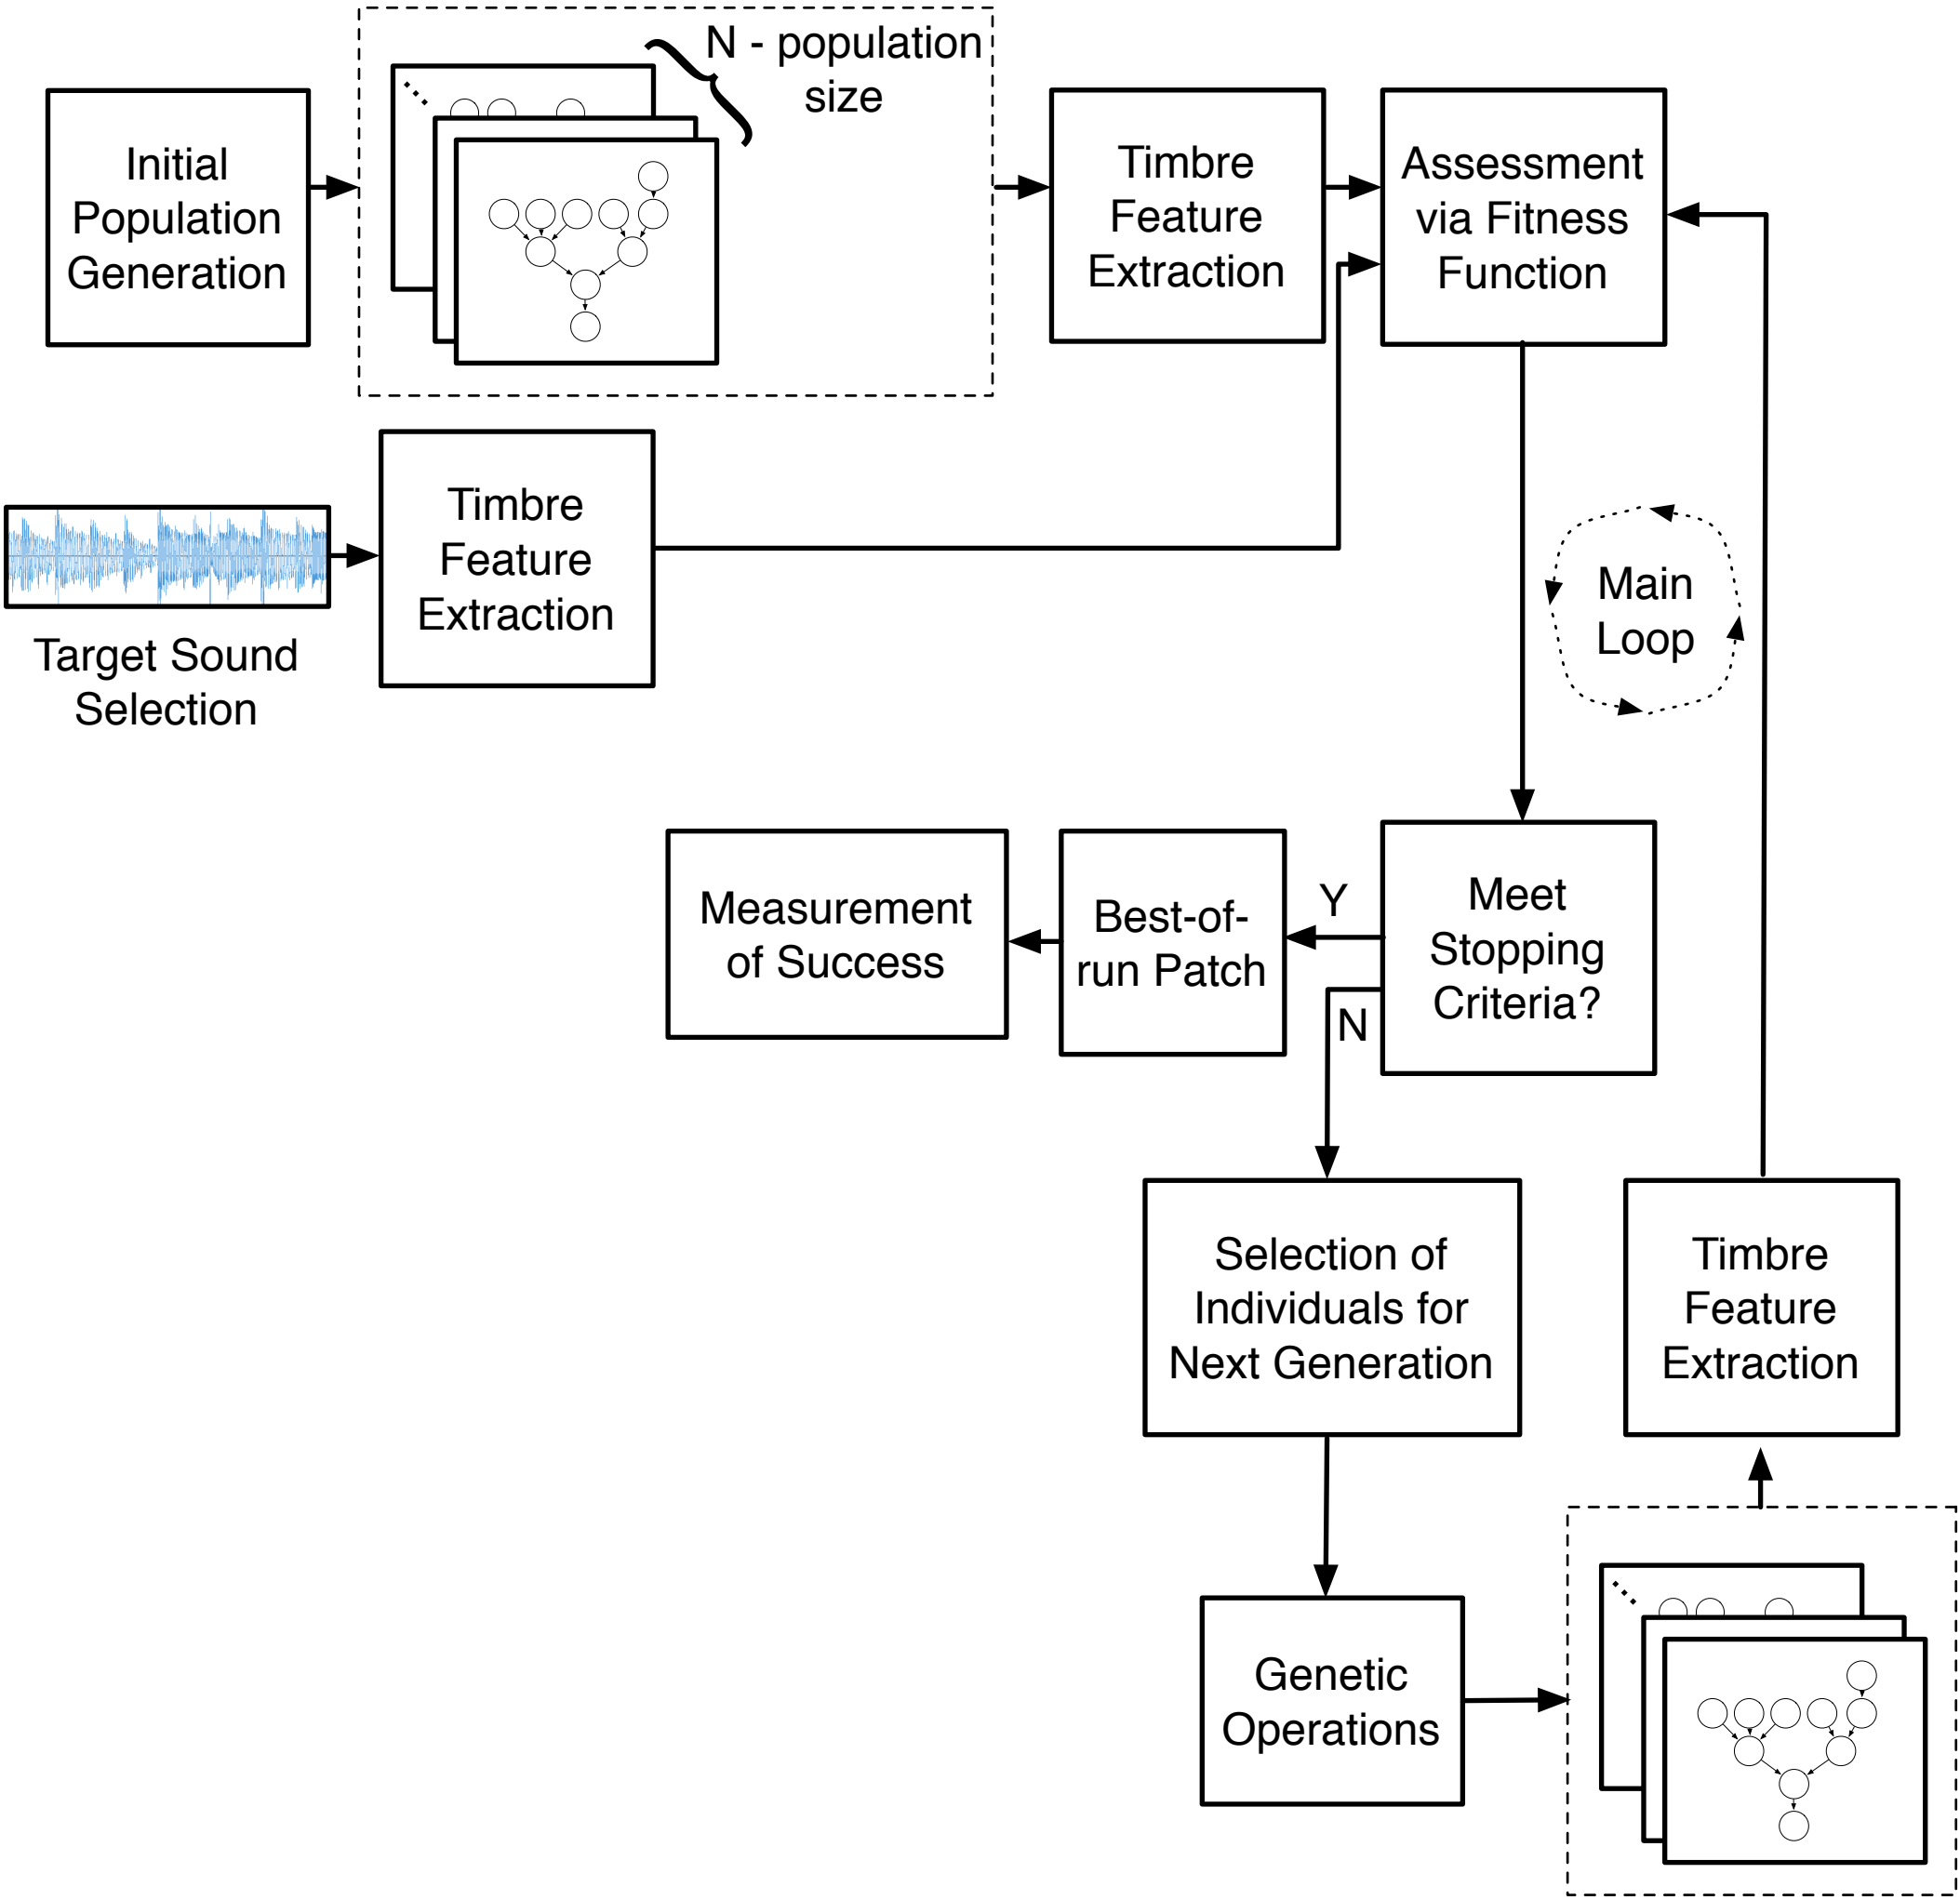 N - population
size
Initial
Population
Generation
Timbre
Feature
Extraction
Assessment
via Fitness
Function
Timbre
Feature
Extraction
Target Sound
Selection
Main
Loop
Measurement
of Success
Best-of-
run Patch
Y
N
Meet
Stopping
Criteria?
Selection of
Individuals for
Next Generation
Timbre
Feature
Extraction
Genetic
Operations